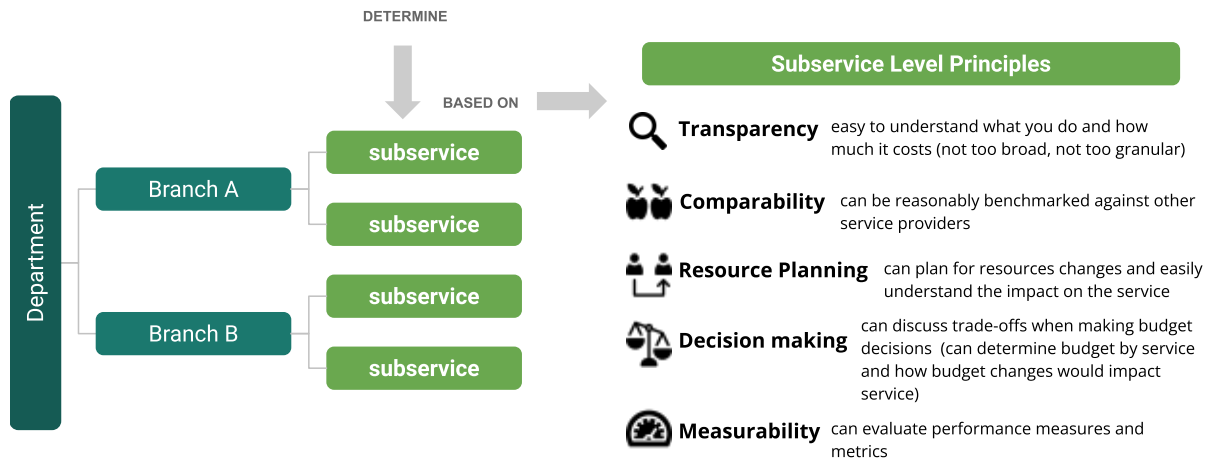 DETERMINE
BASED ON
Department
Branch A
subservice
subservice
Branch B
subservice
subservice
Subservice Level Principles
Transparency easy to understand what you do and how
much it costs (not too broad, not too granular)
Comparability can be reasonably benchmarked against other
service providers
Resource Planning can plan for resources changes and easily
understand the impact on the service
Decision making can discuss trade-offs when making budget
decisions (can determine budget by service
and how budget changes would impact
service)
Measurability can evaluate performance measures and
metrics